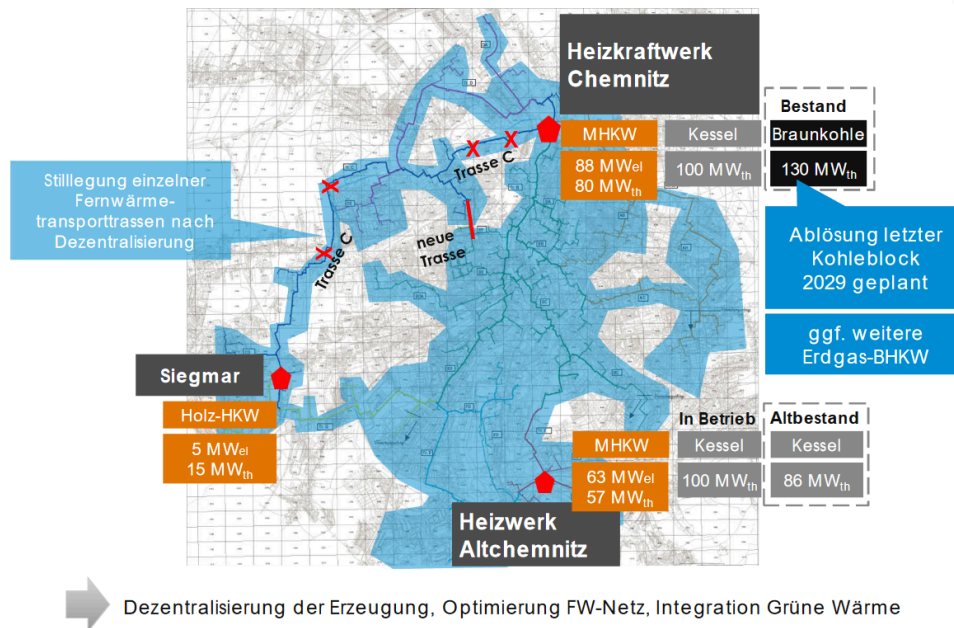 Heizkraftwerk
Chemnitz
Bestand
MHKW
Kessel
Braunkohle
88 MWel
80 MWth
100 MWth
130 MWth
Trasse C
Stilllegung einzelner
Fernwärme-
transporttrassen nach
Dezentralisierung
neue
Trasse
Trasse C
Ablösung letzter
Kohleblock
2029 geplant
ggf. weitere
Erdgas-BHKW
Siegmar
Holz-HKW
5 MWel
15 MWth
In Betrieb
Altbestand
MHKW
Kessel
Kessel
63 MWel
57 MWth
100 MWth
86 MWth
Heizwerk
Altchemnitz
Dezentralisierung der Erzeugung, Optimierung FW-Netz, Integration Grüne Wärme